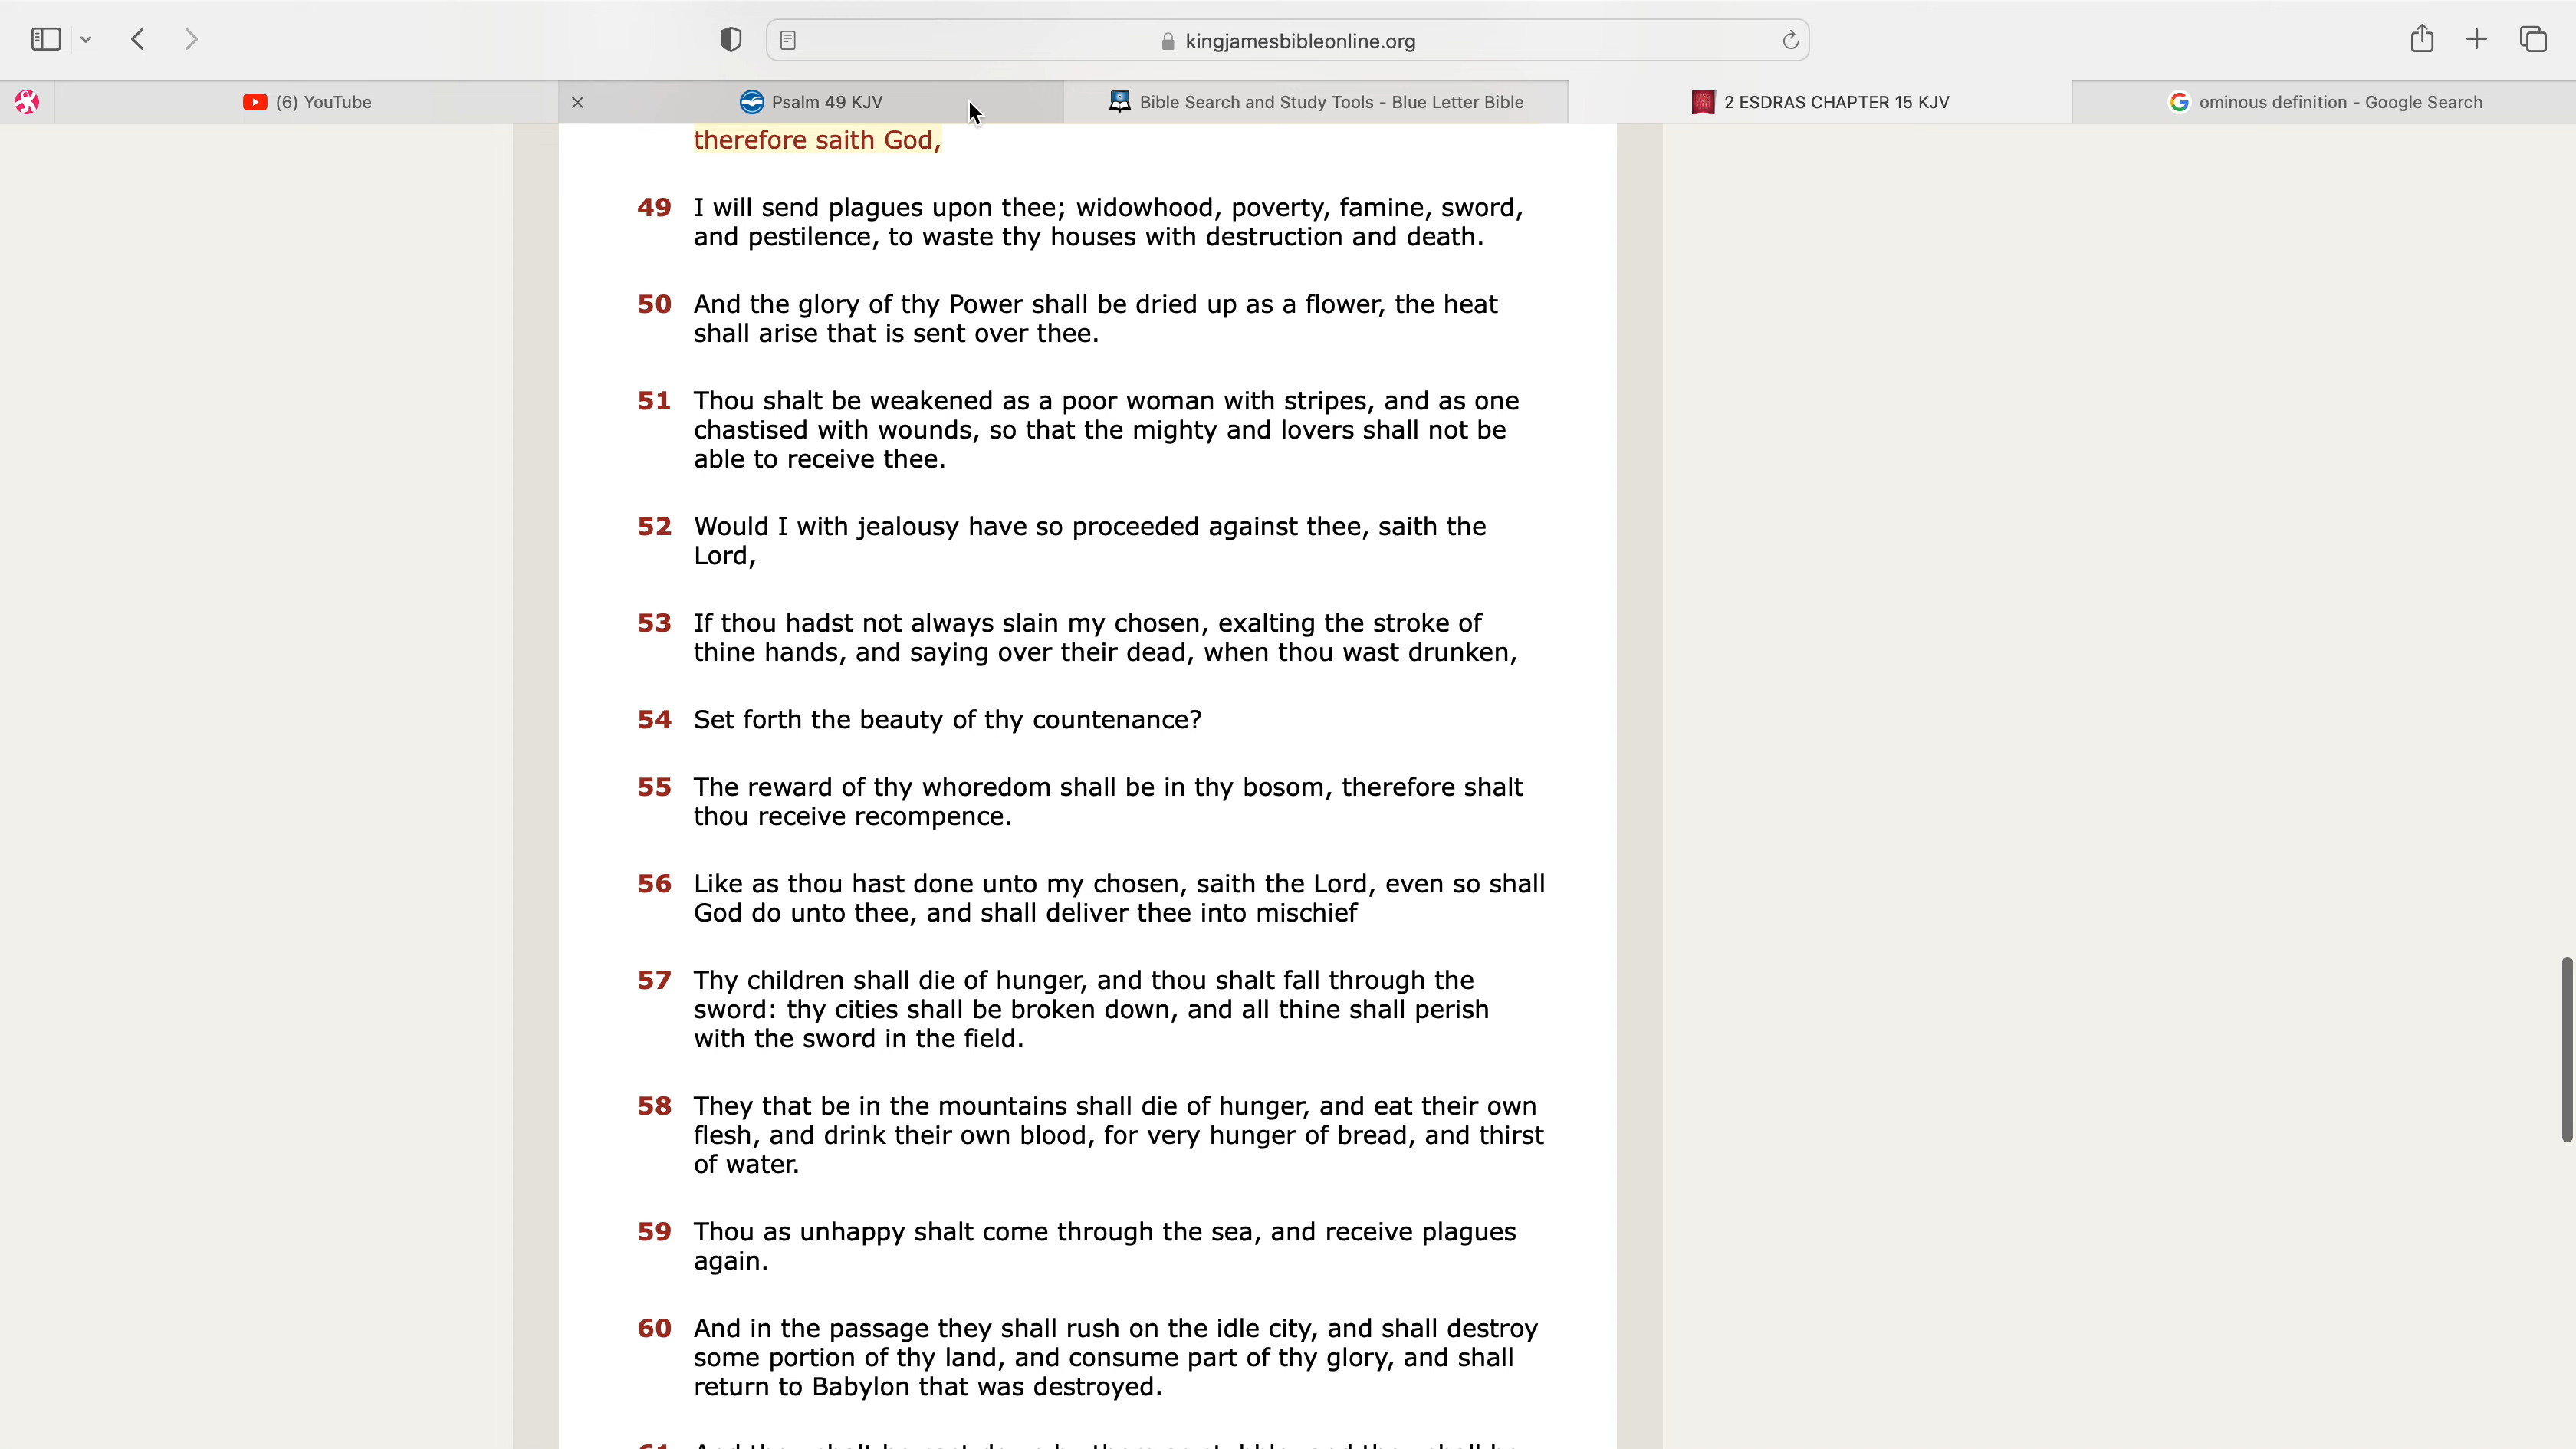 kingjamesbibleonline.org
(6) YouTube
Psalm 49 KJV
Bible Search and Study Tools - Blue Letter Bible
2 ESDRAS CHAPTER 15 KJV
ominous definition - Google Search
therefore saith God,
49 I will send plagues upon thee; widowhood, poverty, famine, sword,
and pestilence, to waste thy houses with destruction and death.
50 And the glory of thy Power shall be dried up as a flower, the heat
shall arise that is sent over thee.
51 Thou shalt be weakened as a poor woman with stripes, and as one
chastised with wounds, so that the mighty and lovers shall not be
able to receive thee.
52 Would I with jealousy have so proceeded against thee, saith the
Lord,
53 If thou hadst not always slain my chosen, exalting the stroke of
thine hands, and saying over their dead, when thou wast drunken,
54 Set forth the beauty of thy countenance?
55 The reward of thy whoredom shall be in thy bosom, therefore shalt
thou receive recompence.
56 Like as thou hast done unto my chosen, saith the Lord, even so shall
God do unto thee, and shall deliver thee into mischief
57 Thy children shall die of hunger, and thou shalt fall through the
sword: thy cities shall be broken down, and all thine shall perish
with the sword in the field.
58 They that be in the mountains shall die of hunger, and eat their own
flesh, and drink their own blood, for very hunger of bread, and thirst
of water.
59 Thou as unhappy shalt come through the sea, and receive plagues
again.
60 And in the passage they shall rush on the idle city, and shall destroy
some portion of thy land, and consume part of thy glory, and shall
return to Babylon that was destroyed.